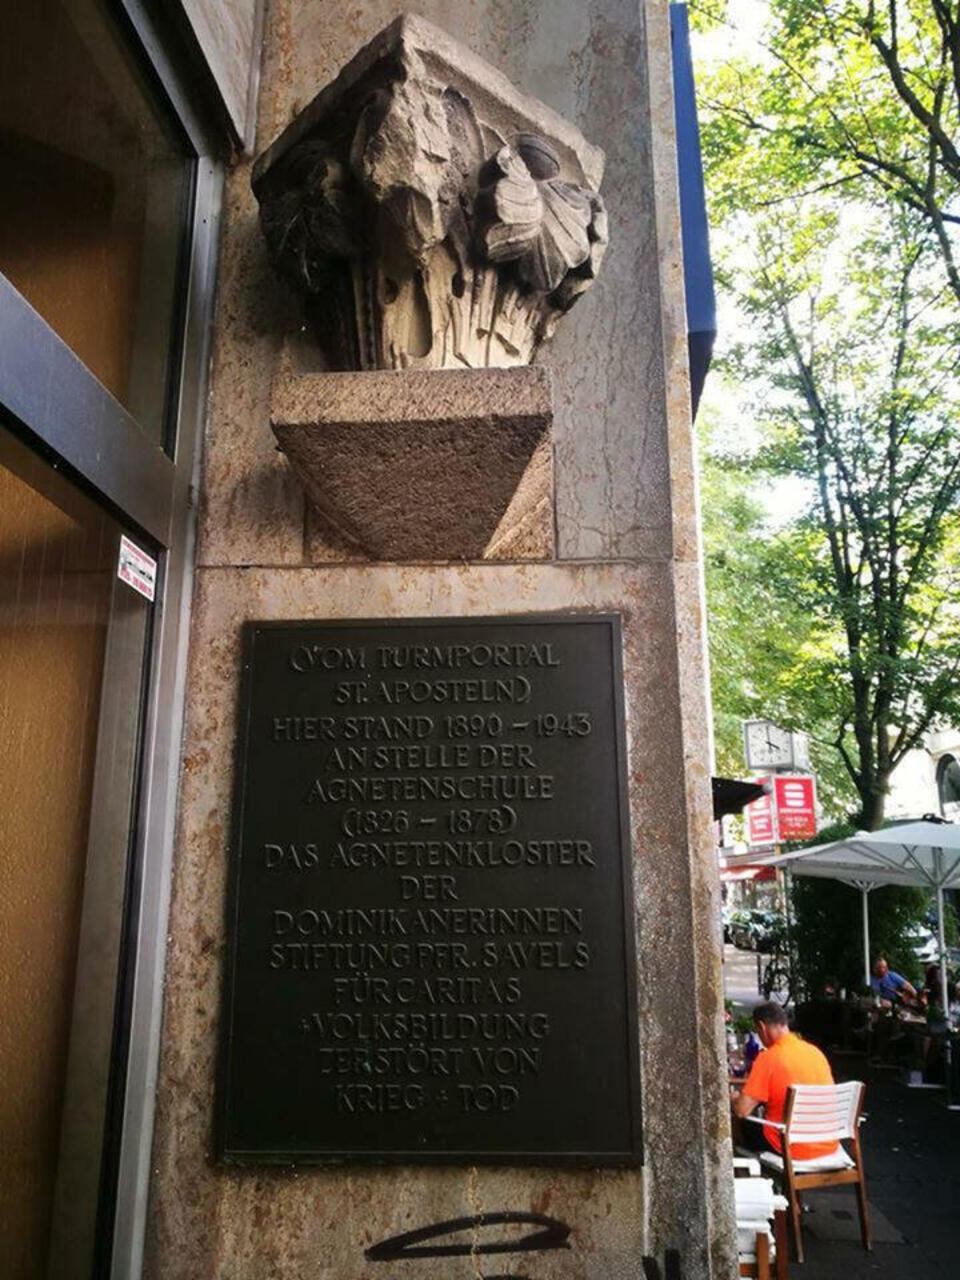 (VOM TURMPORTAL
ST. APOSTELN)
HIER STAND 1890 – 1943
AN STELLE DER
AGNETENSCHULE
(1826 – 1878)
DAS AGNETENKLOSTER
DER
DOMINIKANERINNEN
STIFTUNG PFR. SAVELS
FÜR CARITAS
+VOLKSBILDUNG
ZERSTÖRT VON
KRIEG + TOD